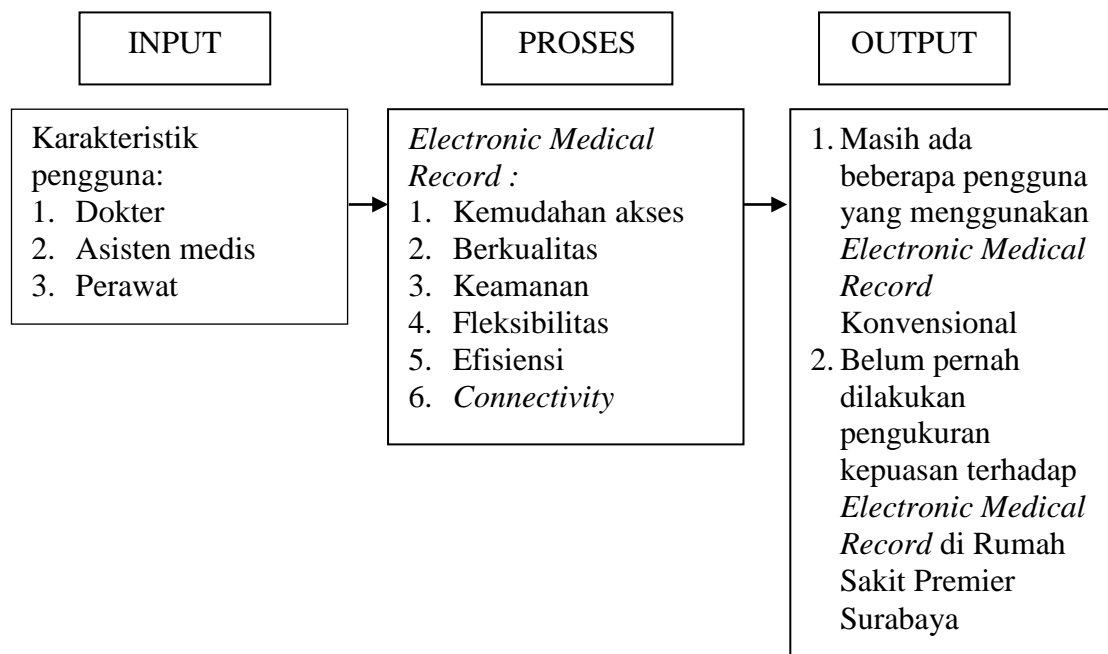 INPUT
PROSES
OUTPUT
Karakteristik
pengguna:
1. Dokter
2. Asisten medis
3. Perawat
Electronic Medical
Record :
1. Kemudahan akses
2. Berkualitas
3. Keamanan
4. Fleksibilitas
5. Efisiensi
6. Connectivity
1. Masih ada
beberapa pengguna
yang menggunakan
Electronic Medical
Record
Konvensional
2. Belum pernah
dilakukan
pengukuran
kepuasan terhadap
Electronic Medical
Record di Rumah
Sakit Premier
Surabaya